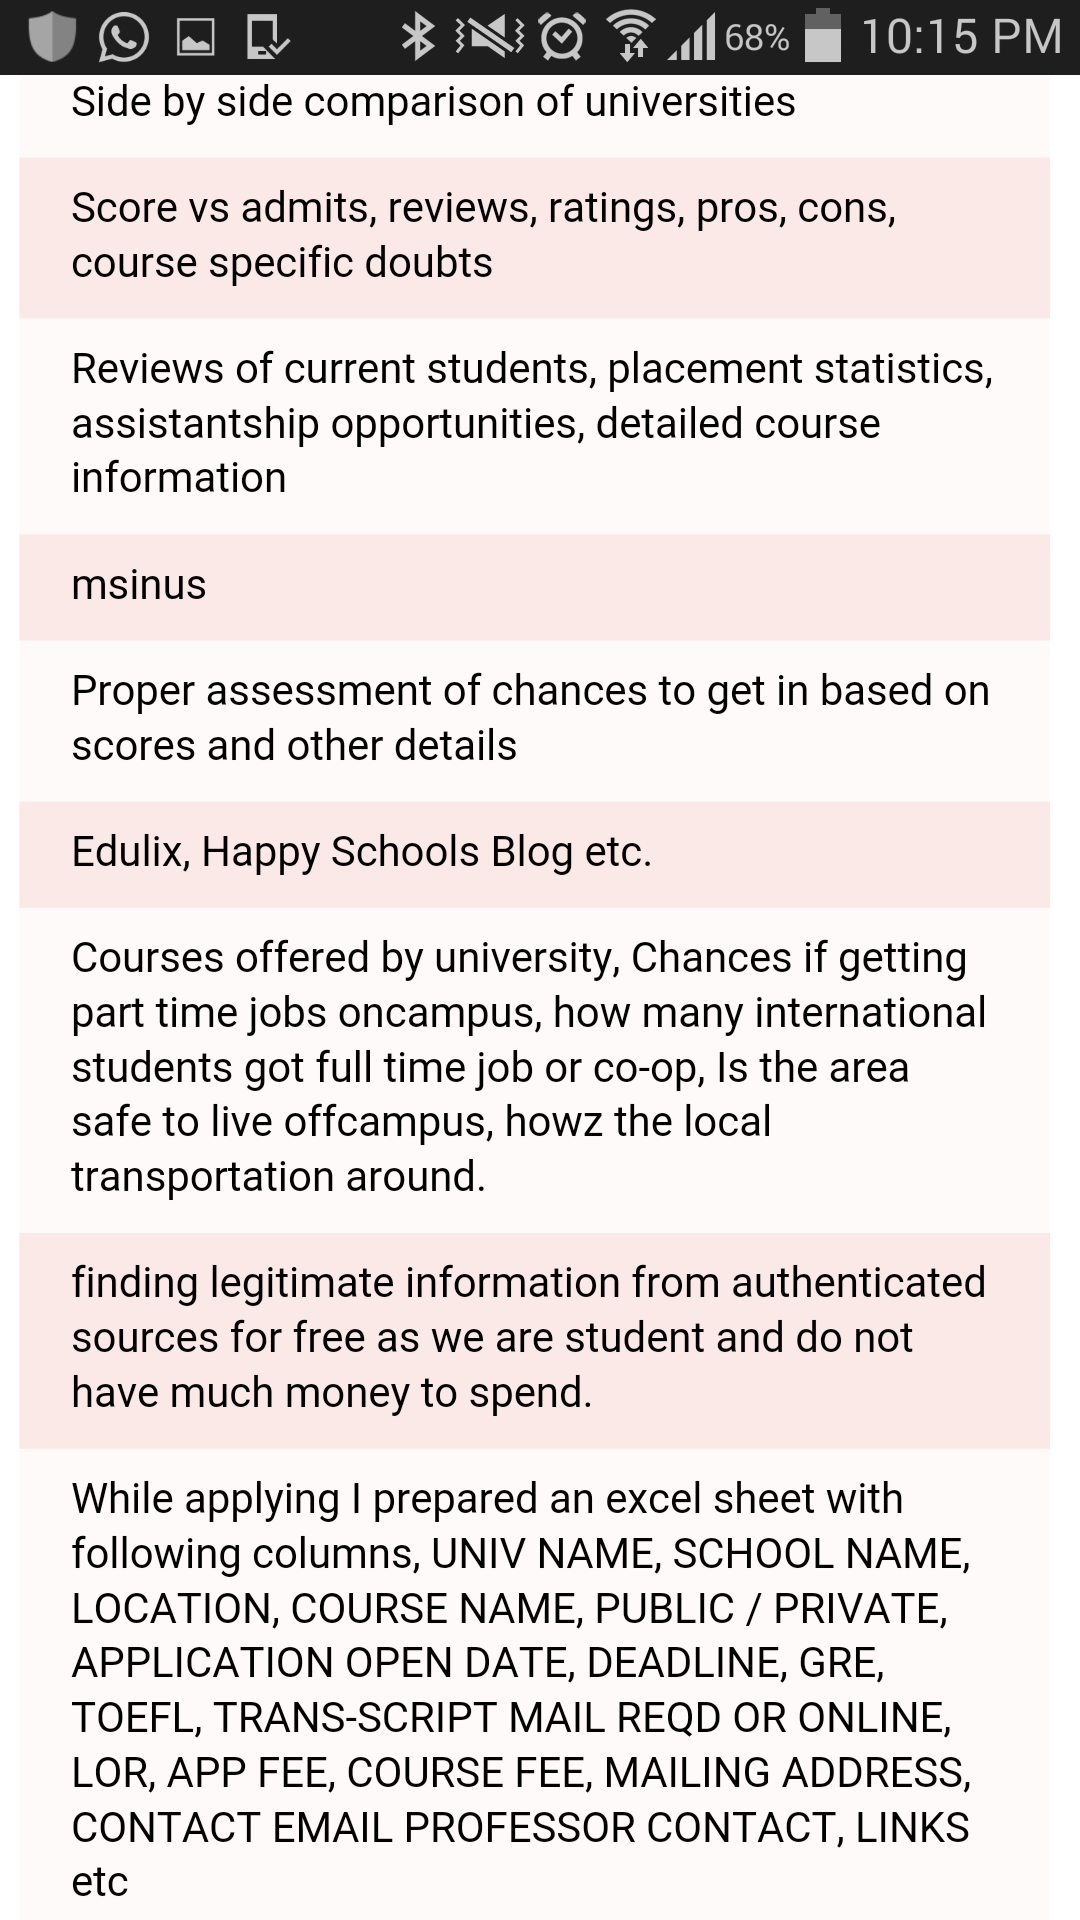 68% 10:15 PM
Side by side comparison of universities
Score vs admits, reviews, ratings, pros, cons,
course specific doubts
Reviews of current students, placement statistics,
assistantship opportunities, detailed course
information
msinus
Proper assessment of chances to get in based on
scores and other details
Edulix, Happy Schools Blog etc.
Courses offered by university, Chances if getting
part time jobs oncampus, how many international
students got full time job or co-op, Is the area
safe to live offcampus, howz the local
transportation around.
finding legitimate information from authenticated
sources for free as we are student and do not
have much money to spend.
While applying I prepared an excel sheet with
following columns, UNIV NAME, SCHOOL NAME,
LOCATION, COURSE NAME, PUBLIC / PRIVATE,
APPLICATION OPEN DATE, DEADLINE, GRE,
TOEFL, TRANS-SCRIPT MAIL REQD OR ONLINE,
LOR, APP FEE, COURSE FEE, MAILING ADDRESS,
CONTACT EMAIL PROFESSOR CONTACT, LINKS
etc